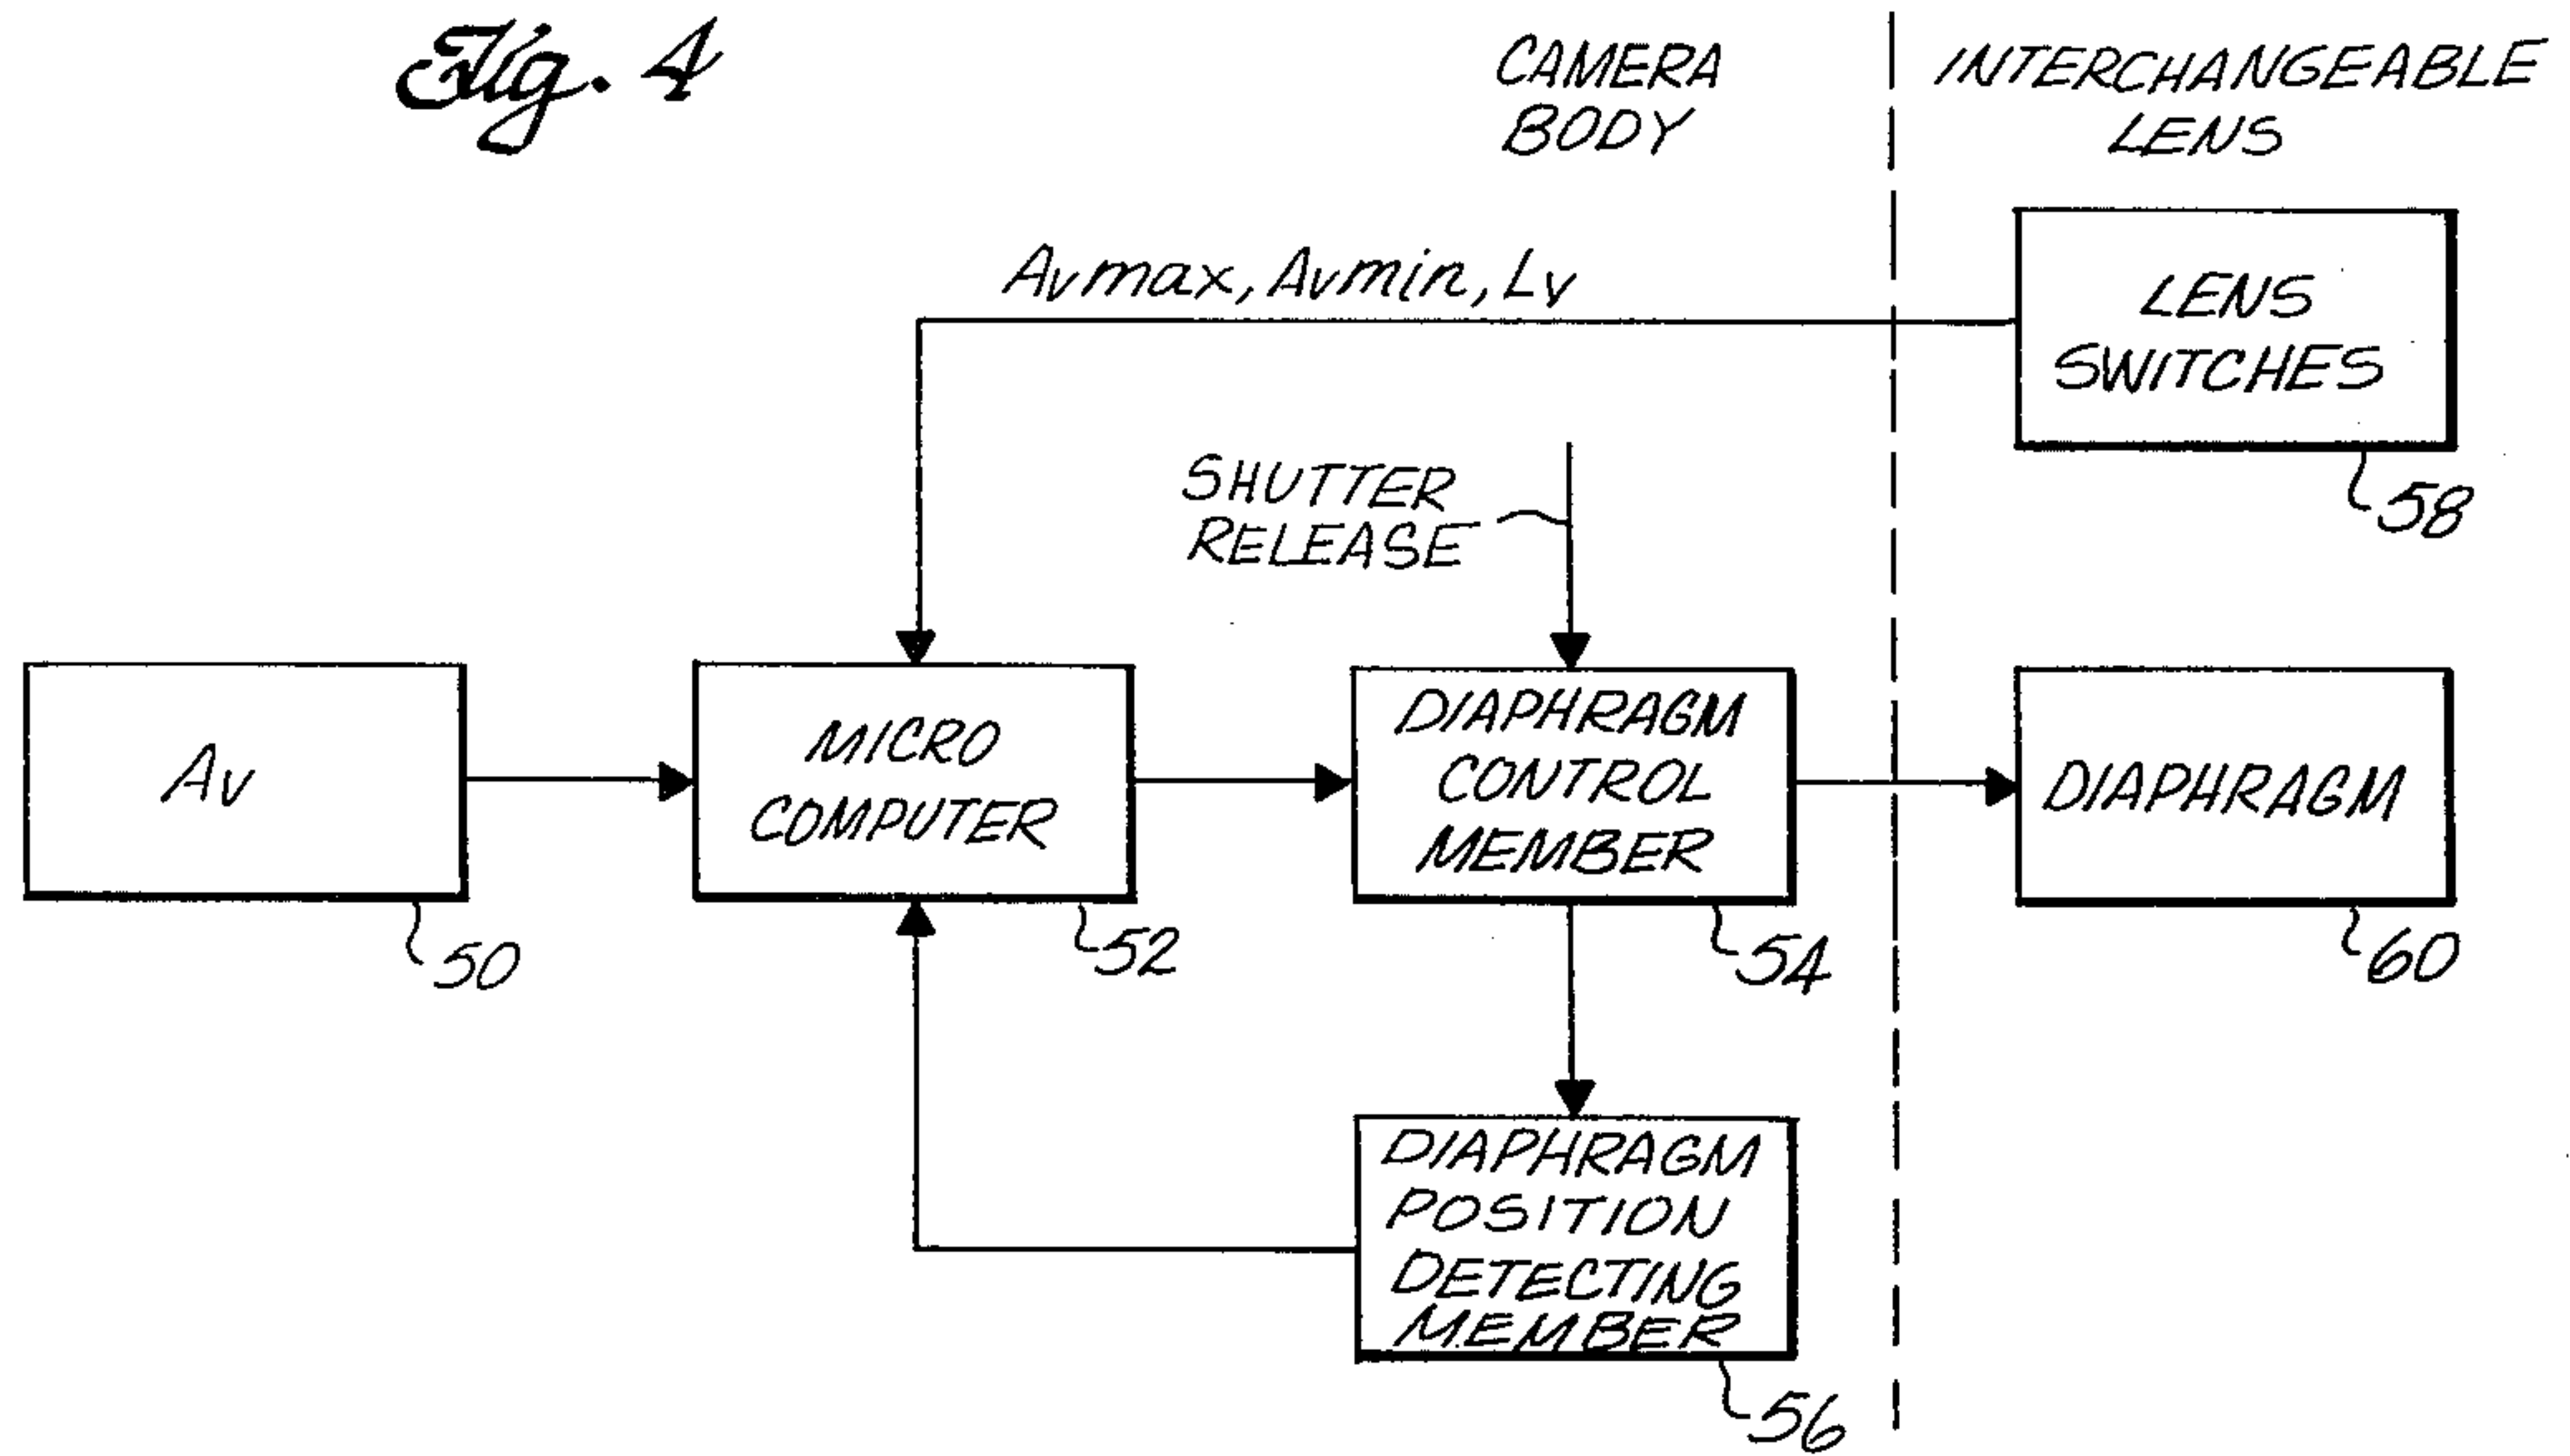 Fig. 4
CAMERA
BODY
INTERCHANGEABLE
LENS
Avmax, Avmin, Lv
LENS
SWITCHES
58
SHUTTER
RELEASE
Av
50
MICRO
COMPUTER
52
DIAPHRAGM
CONTROL
MEMBER
54
DIAPHRAGM
60
DIAPHRAGM
POSITION
DETECTING
MEMBER
56